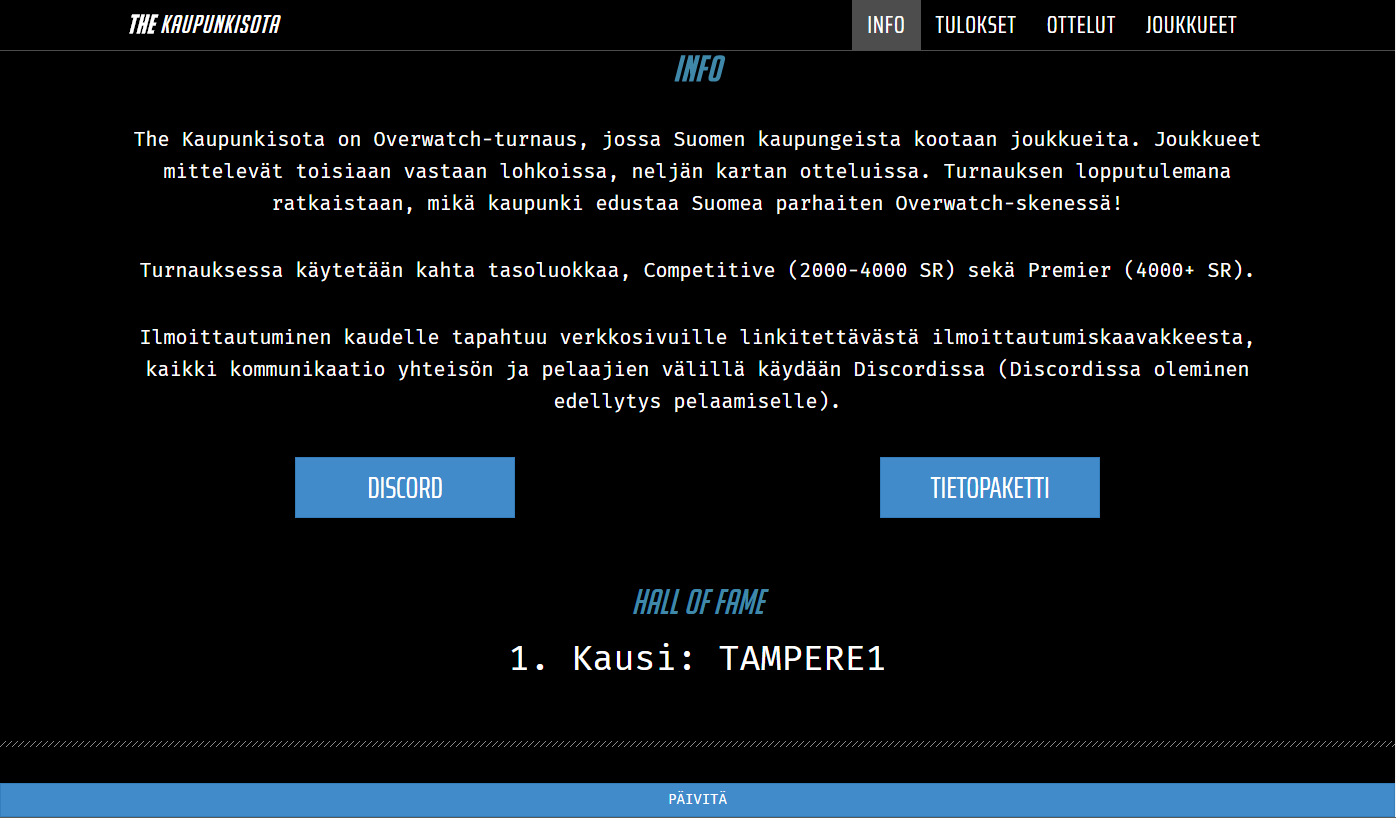 THE KAUPUNKISOTA
INFO TULOKSET OTTELUT JOUKKUEET
INFO
The Kaupunkisota on Overwatch-turnaus, jossa Suomen kaupungeista kootaan joukkueita. Joukkueet
mittelevät toisiaan vastaan lohkoissa, neljän kartan otteluissa. Turnauksen lopputulemana
ratkaistaan, mikä kaupunki edustaa Suomea parhaiten Overwatch-skenessä!
Turnauksessa käytetään kahta tasoluokkaa, Competitive (2000-4000 SR) sekä Premier (4000+ SR).
Ilmoittautuminen kaudelle tapahtuu verkkosivuille linkitettävästä ilmoittautumiskaavakkeesta,
kaikki kommunikaatio yhteisön ja pelaajien välillä käydään Discordissa (Discordissa oleminen
edellytys pelaamiselle).
DISCORD TIETOPAKETTI
HALL OF FAME
1. Kausi: TAMPERE1
PÄIVITÄ